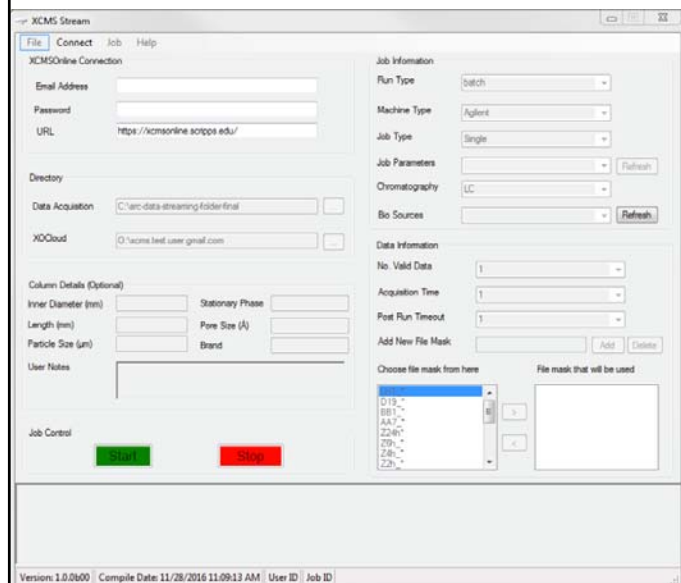 XCMS Stream
File Connect Job Help
XCMSOnline Connection
Email Address
Password
URL https://xcmsonline.scripps.edu/
Directory
Data Acquisition C:\arc-data-streaming-folder-final
XOCloud O:\xcms.test.user.gmail.com
Column Details (Optional)
Inner Diameter (mm) Stationary Phase
Length (mm) Pore Size (Å)
Particle Size (µm) Brand
User Notes
Job Control
Start Stop
Job Information
Run Type batch
Machine Type Agilent
Job Type Single
Job Parameters Refresh
Chromatography LC
Bio Sources Refresh
Data Information
No. Valid Data 1
Acquisition Time 1
Post Run Timeout 1
Add New File Mask Add Delete
Choose file mask from here File mask that will be used
D19_*
BB1_*
AA7_*
Z24h_*
Z6h_*
Z4h_*
Z2h_*
>
<
Version: 1.0.0b00 Compile Date: 11/28/2016 11:09:13 AM User ID Job ID